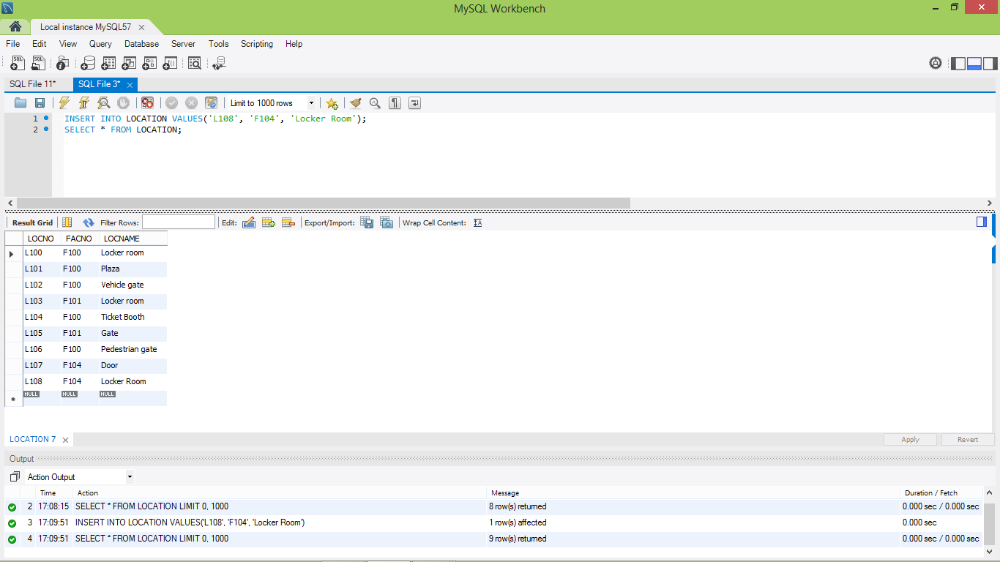 MySQL Workbench
Local instance MySQL57
File Edit View Query Database Server Tools Scripting Help
SQL File 11* SQL File 3*
Limit to 1000 rows
1 INSERT INTO LOCATION VALUES('L108', 'F104', 'Locker Room');
2 SELECT * FROM LOCATION;
Result Grid Filter Rows: Edit: Export/Import: Wrap Cell Content:
LOCNO FACNO LOCNAME
L100 F100 Locker room
L101 F100 Plaza
L102 F100 Vehicle gate
L103 F101 Locker room
L104 F100 Ticket Booth
L105 F101 Gate
L106 F100 Pedestrian gate
L107 F104 Door
L108 F104 Locker Room
NULL NULL NULL
LOCATION 7 Apply Revert
Output
Action Output
Time Action Message Duration / Fetch
2 17:08:15 SELECT * FROM LOCATION LIMIT 0, 1000 8 row(s) returned 0.000 sec / 0.000 sec
3 17:09:51 INSERT INTO LOCATION VALUES('L108', 'F104', 'Locker Room') 1 row(s) affected 0.000 sec
4 17:09:51 SELECT * FROM LOCATION LIMIT 0, 1000 9 row(s) returned 0.000 sec / 0.000 sec